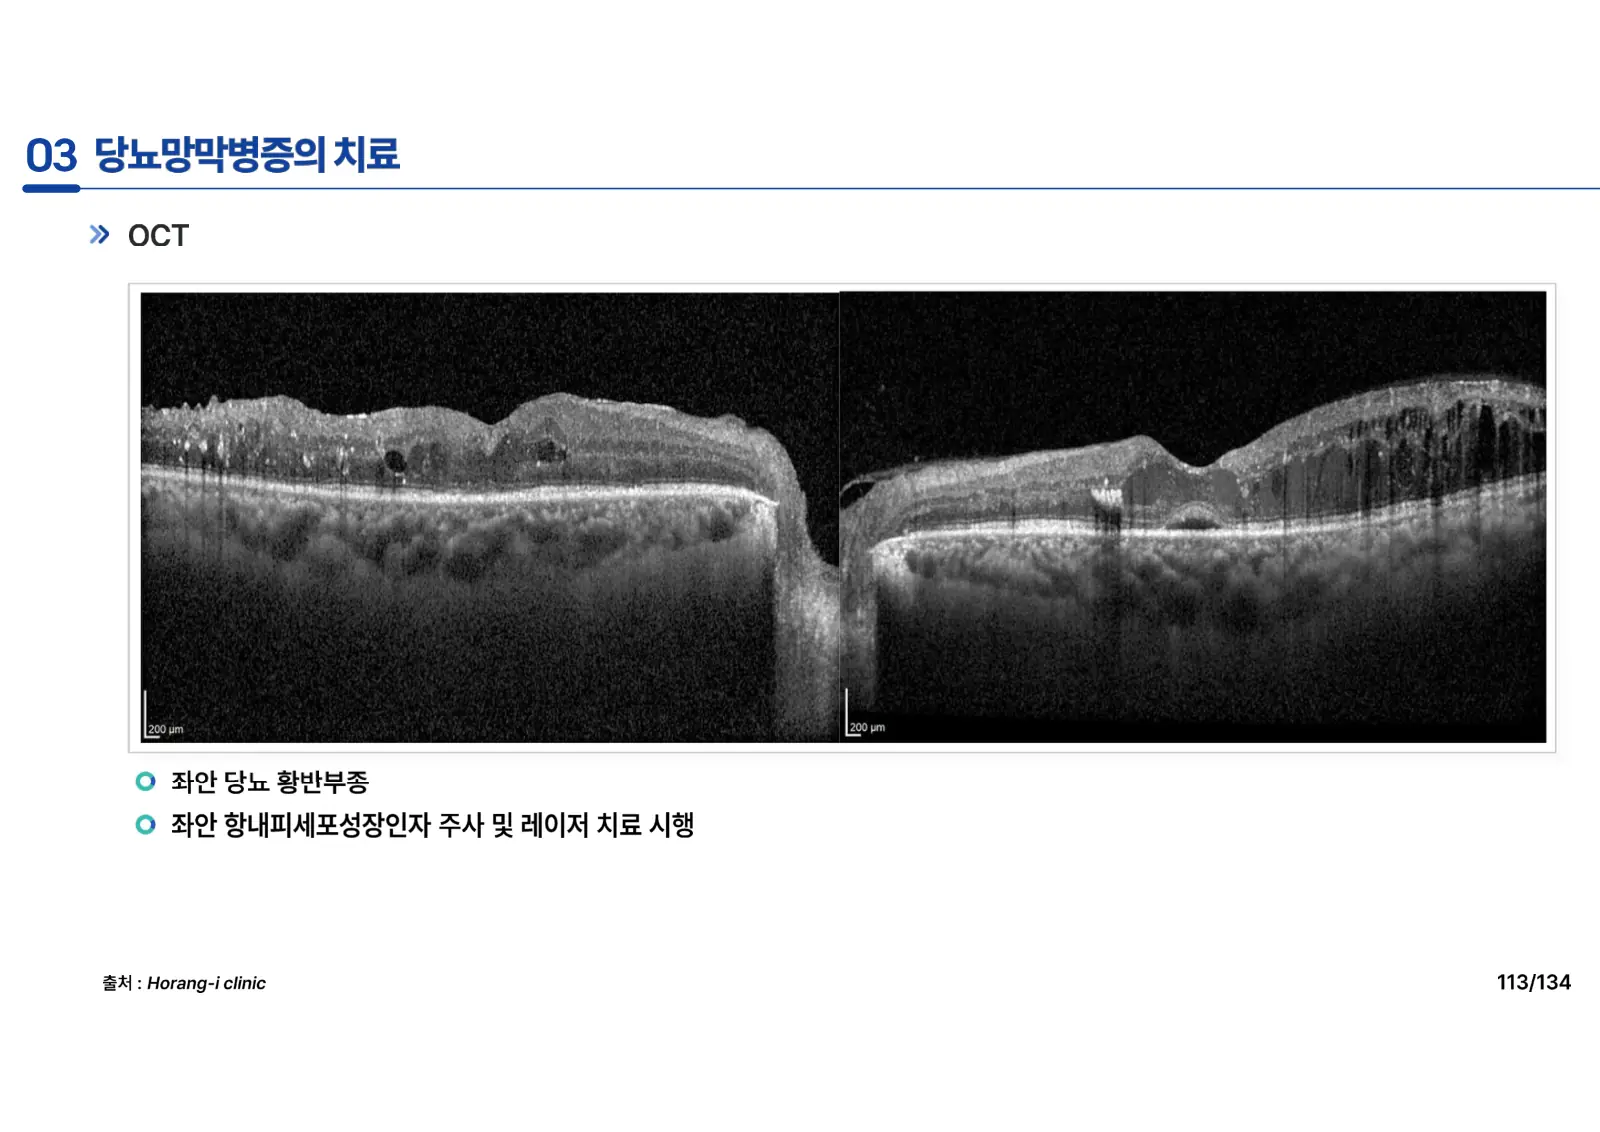 03 당뇨망막병증의 치료
OCT
200 µm
200 µm
좌안 당뇨 황반부종
좌안 항내피세포성장인자 주사 및 레이저 치료 시행
출처 : Horang-i clinic
113/134